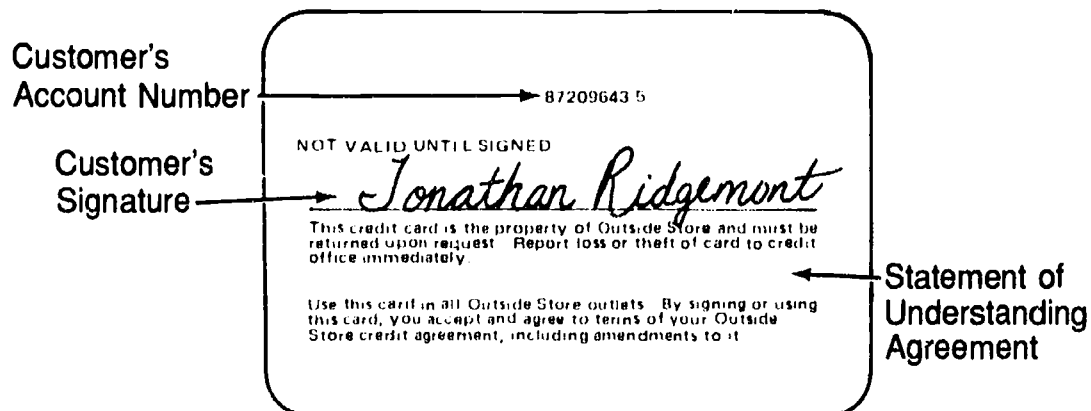 Customer's
Account Number
87209643 5
NOT VALID UNTIL SIGNED
Customer's
Signature
Jonathan Ridgemont
This credit card is the property of Outside Store and must be
returned upon request Report loss or theft of card to credit
office immediately.
Statement of
Understanding
Agreement
Use this card in all Outside Store outlets By signing or using
this card, you accept and agree to terms of your Outside
Store credit agreement, including amendments to it